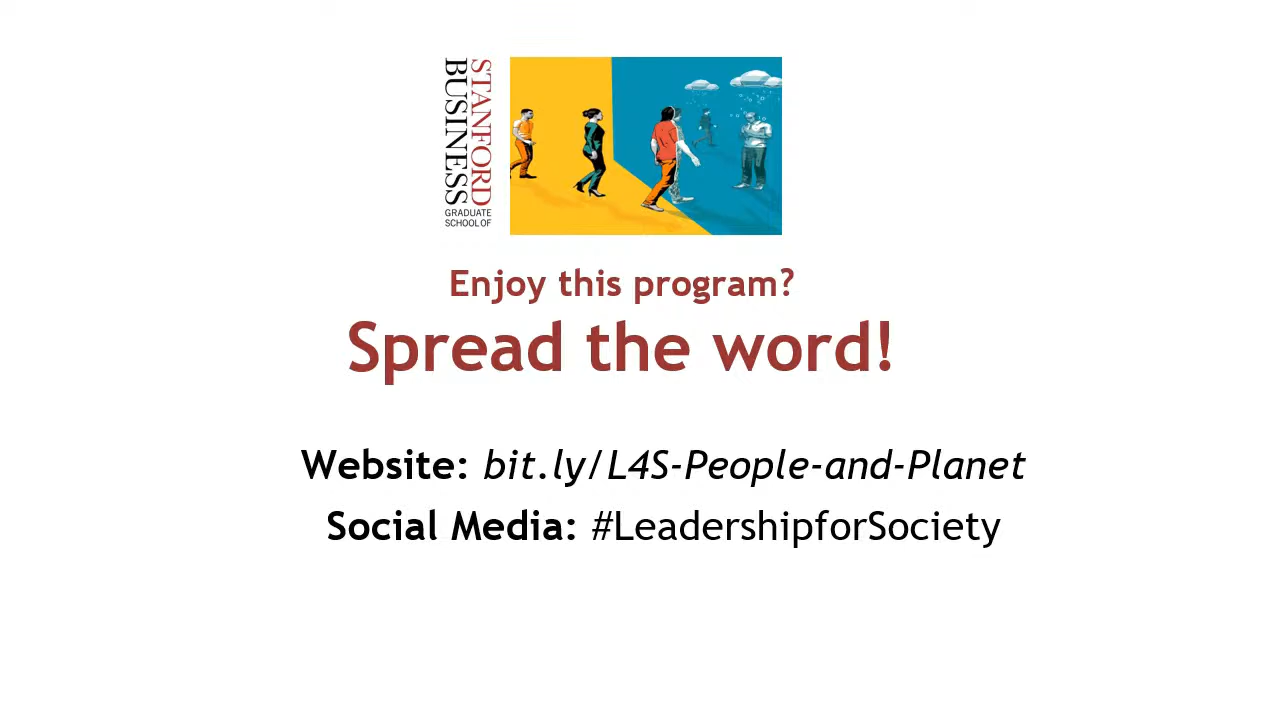 STANFORD
BUSINESS
GRADUATE
SCHOOL OF
Enjoy this program?
Spread the word!
Website: bit.ly/L4S-People-and-Planet
Social Media: #LeadershipforSociety